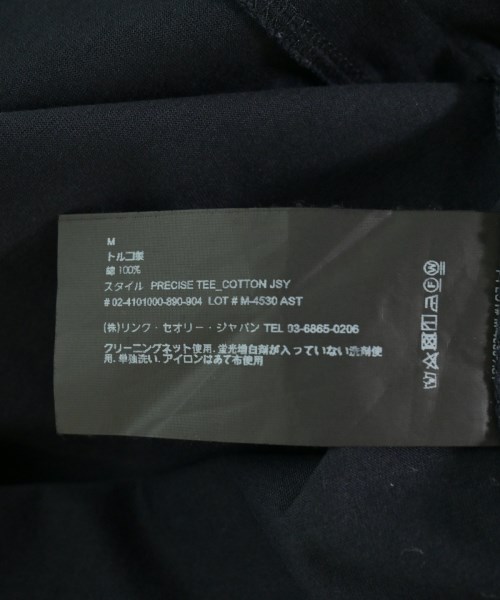 M
トルコ製
綿 100%
スタイル PRECISE TEE_COTTON JSY
# 02-4101000-890-904 LOT # M-4530 AST
(株)リンク・セオリー・ジャパン TEL 03-6865-0206
クリーニングネット使用.蛍光増白剤が入っていない洗剤使
用.単独洗い.アイロンはあて布使用